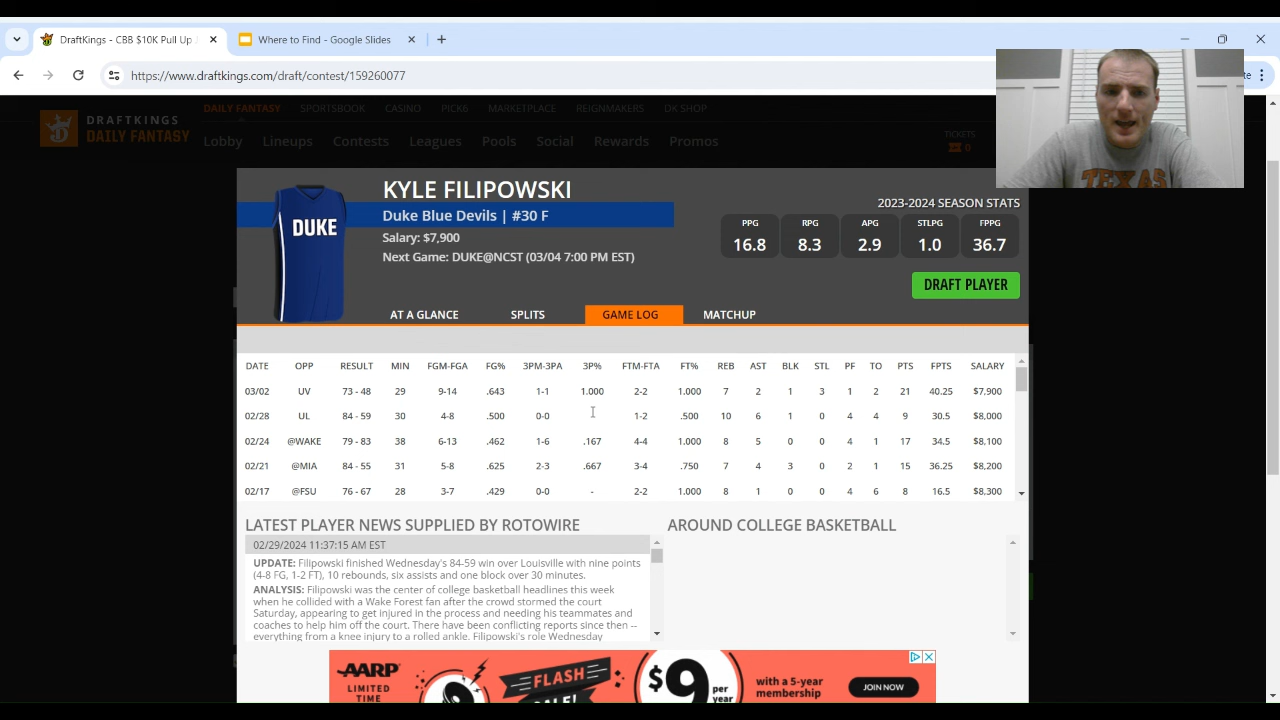 DraftKings - CBB $10K Pull Up
Where to Find - Google Slides
https://www.draftkings.com/draft/contest/159260077
DRAFTKINGS
DAILY FANTASY
DAILY FANTASY SPORTSBOOK CASINO PICK6 MARKETPLACE REIGNMAKERS DK SHOP
Lobby Lineups Contests Leagues Pools Social Rewards Promos
TICKETS
0
TEXAS
DUKE
KYLE FILIPOWSKI
Duke Blue Devils | #30 F
Salary: $7,900
Next Game: DUKE@NCST (03/04 7:00 PM EST)
2023-2024 SEASON STATS
PPG RPG APG STLPG FPPG
16.8 8.3 2.9 1.0 36.7
DRAFT PLAYER
AT A GLANCE SPLITS GAME LOG MATCHUP
DATE OPP RESULT MIN FGM-FGA FG% 3PM-3PA 3P% FTM-FTA FT% REB AST BLK STL PF TO PTS FPTS SALARY
03/02 UV 73 - 48 29 9-14 .643 1-1 1.000 2-2 1.000 7 2 1 3 1 2 21 40.25 $7,900
02/28 UL 84 - 59 30 4-8 .500 0-0 1-2 .500 10 6 1 0 4 4 9 30.5 $8,000
02/24 @WAKE 79 - 83 38 6-13 .462 1-6 .167 4-4 1.000 8 5 0 0 4 1 17 34.5 $8,100
02/21 @MIA 84 - 55 31 5-8 .625 2-3 .667 3-4 .750 7 4 3 0 2 1 15 36.25 $8,200
02/17 @FSU 76 - 67 28 3-7 .429 0-0 - 2-2 1.000 8 1 0 0 4 6 8 16.5 $8,300
LATEST PLAYER NEWS SUPPLIED BY ROTOWIRE
02/29/2024 11:37:15 AM EST
UPDATE: Filipowski finished Wednesday's 84-59 win over Louisville with nine points
(4-8 FG, 1-2 FT), 10 rebounds, six assists and one block over 30 minutes.
ANALYSIS: Filipowski was the center of college basketball headlines this week
when he collided with a Wake Forest fan after the crowd stormed the court
Saturday, appearing to get injured in the process and needing his teammates and
coaches to help him off the court. There have been conflicting reports since then --
everything from a knee injury to a rolled ankle. Filipowski's role Wednesday
AROUND COLLEGE BASKETBALL
AARP
LIMITED
TIME
FLASH
$9
per
year
with a 5-year
membership
JOIN NOW